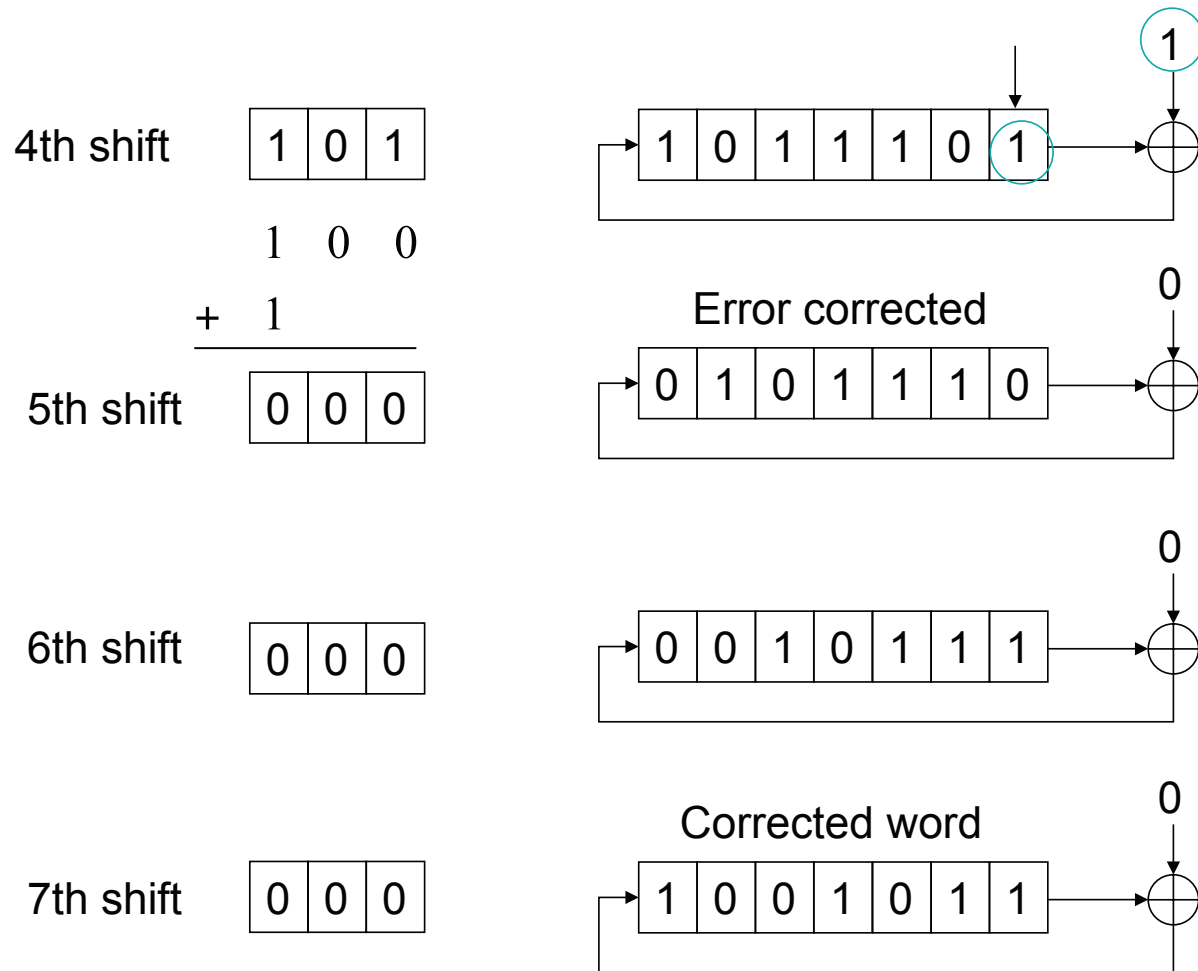 1
4th shift 1 0 1 1 0 1 1 1 0 1
1 0 0
0
+ 1 Error corrected
5th shift 0 0 0 0 1 0 1 1 1 0
0
6th shift 0 0 0 0 0 1 0 1 1 1
0
Corrected word
7th shift 0 0 0 1 0 0 1 0 1 1